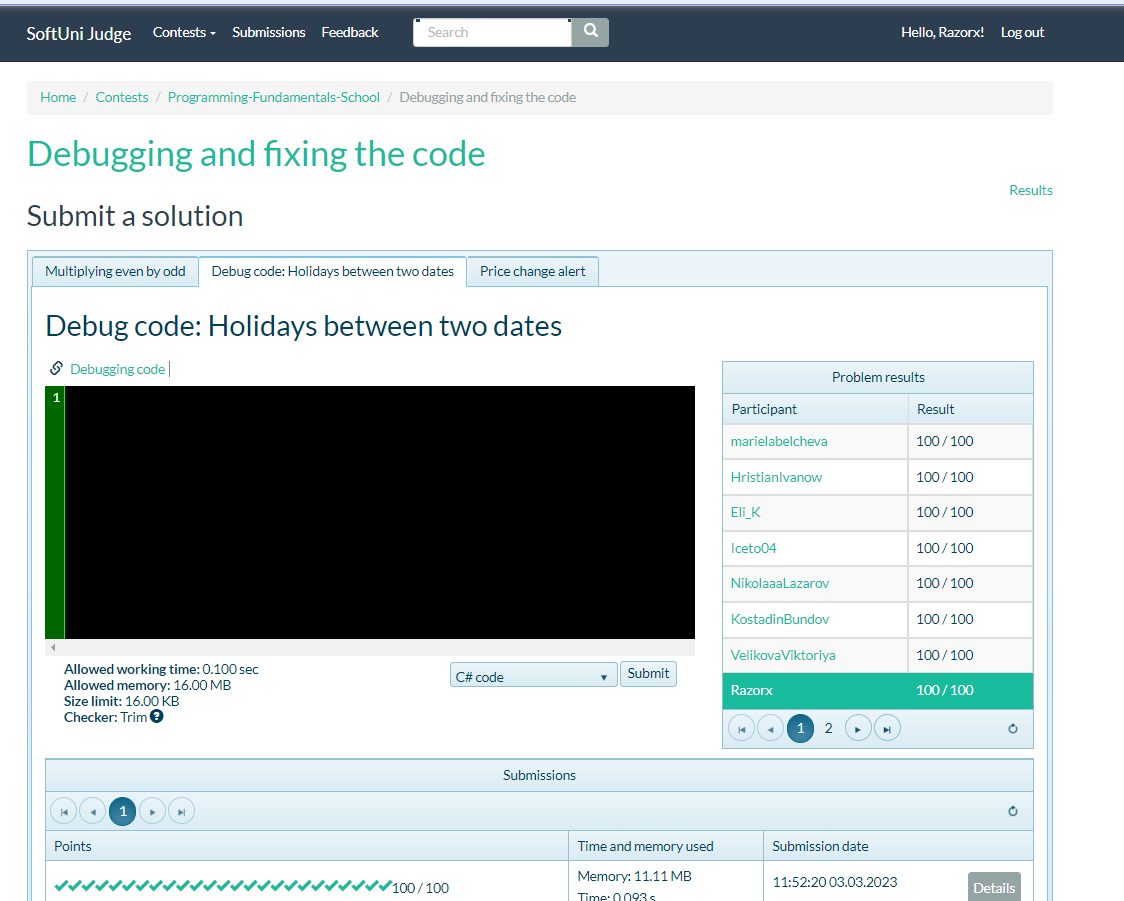 SoftUni Judge Contests Submissions Feedback Search Hello, Razorx! Log out
Home / Contests / Programming-Fundamentals-School / Debugging and fixing the code
Debugging and fixing the code
Results
Submit a solution
Multiplying even by odd Debug code: Holidays between two dates Price change alert
Debug code: Holidays between two dates
Debugging code |
1
Allowed working time: 0.100 sec
Allowed memory: 16.00 MB
Size limit: 16.00 KB
Checker: Trim ?
C# code Submit
Problem results
Participant Result
marielabelcheva 100 / 100
HristianIvanow 100 / 100
Eli_K 100 / 100
Iceto04 100 / 100
NikolaaaLazarov 100 / 100
KostadinBundov 100 / 100
VelikovaViktoriya 100 / 100
Razorx 100 / 100
1 2
Submissions
1
Points Time and memory used Submission date
100 / 100 Memory: 11.11 MB 11:52:20 03.03.2023 Details
Time: 0.093 s